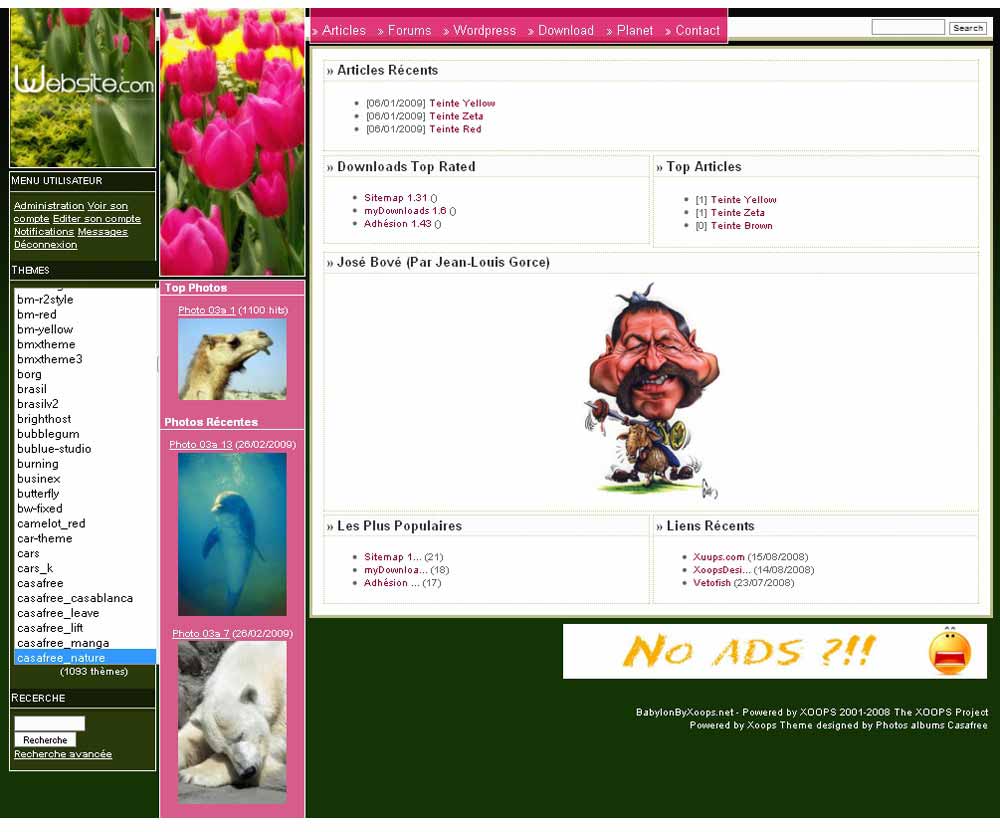 » Articles » Forums » Wordpress » Download » Planet » Contact
Search
Website.com
MENU UTILISATEUR
Administration Voir son
compte Editer son compte
Notifications Messages
Déconnexion
THEMES
bm-r2style
bm-red
bm-yellow
bmxtheme
bmxtheme3
borg
brasil
brasilv2
brighthost
bubblegum
bublue-studio
burning
businex
butterfly
bw-fixed
camelot_red
car-theme
cars
cars_k
casafree
casafree_casablanca
casafree_leave
casafree_lift
casafree_manga
casafree_nature
(1093 thèmes)
RECERCHE
Recherche
Recherche avancée
Top Photos
Photo 03a 1 (1100 hits)
Photos Récentes
Photo 03a 13 (26/02/2009)
Photo 03a 7 (26/02/2009)
» Articles Récents
[06/01/2009] Teinte Yellow
[06/01/2009] Teinte Zeta
[06/01/2009] Teinte Red
» Downloads Top Rated
Sitemap 1.31 ()
myDownloads 1.6 ()
Adhésion 1.43 ()
» Top Articles
[1] Teinte Yellow
[1] Teinte Zeta
[0] Teinte Brown
» José Bové (Par Jean-Louis Gorce)
» Les Plus Populaires
Sitemap 1... (21)
myDownloa... (18)
Adhésion ... (17)
» Liens Récents
Xuups.com (15/08/2008)
XoopsDesi... (14/08/2008)
Vetofish (23/07/2008)
NO ADS ?!!
BabylonByXoops.net - Powered by XOOPS 2001-2008 The XOOPS Project
Powered by Xoops Theme designed by Photos albums Casafree